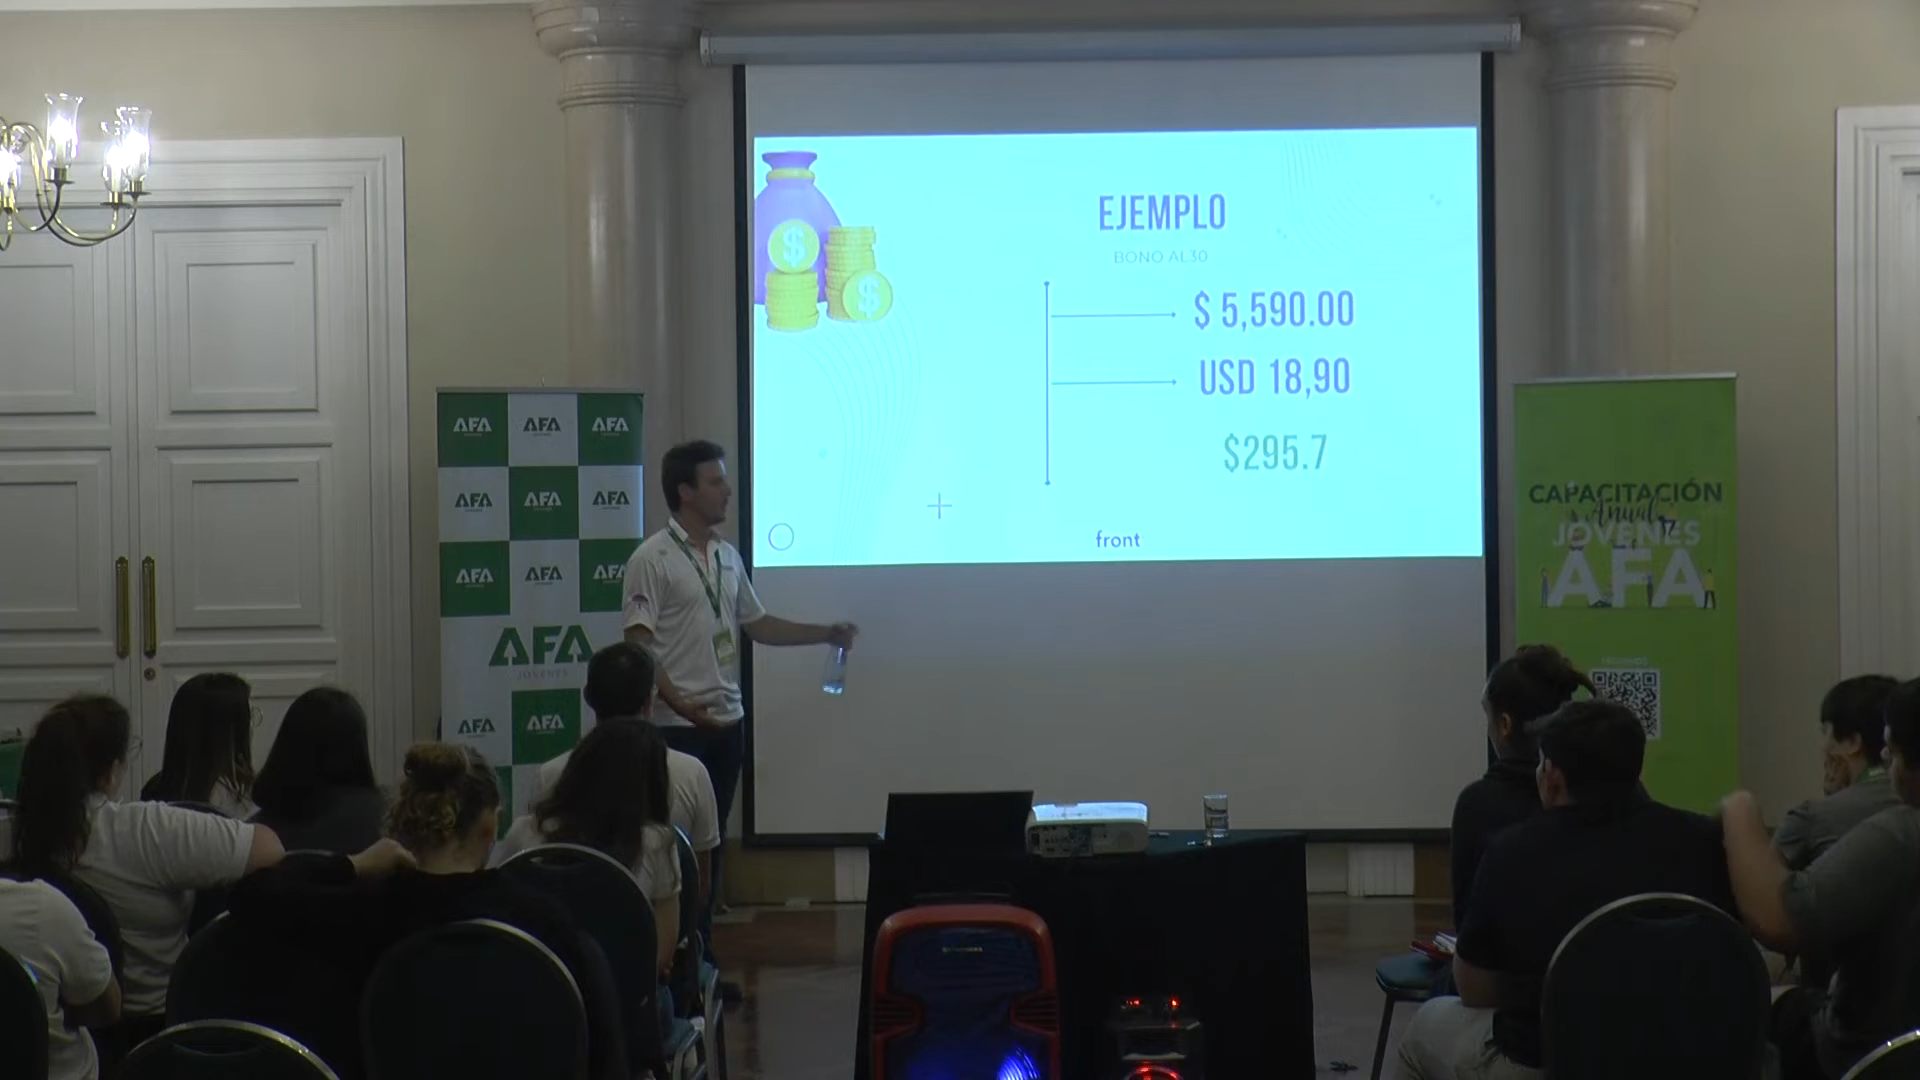 EJEMPLO
BONO AL30
$ 5,590.00
USD 18,90
$295.7
front
AFA AFA AFA
AFA AFA AFA
AFA AFA AFA
AFA
JOVENES
AFA AFA
CAPACITACIÓN
Anual
JOVENES
AFA